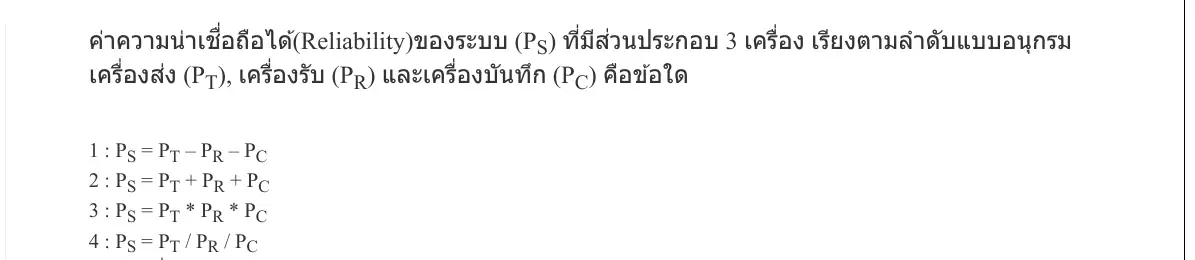 ค่าความน่าเชื่อถือได้(Reliability)ของระบบ (PS) ที่มีส่วนประกอบ 3 เครื่อง เรียงตามลำดับแบบอนุกรม
เครื่องส่ง (PT), เครื่องรับ (PR) และเครื่องบันทึก (PC) คือข้อใด
1 : PS = PT – PR – PC
2 : PS = PT + PR + PC
3 : PS = PT * PR * PC
4 : PS = PT / PR / PC